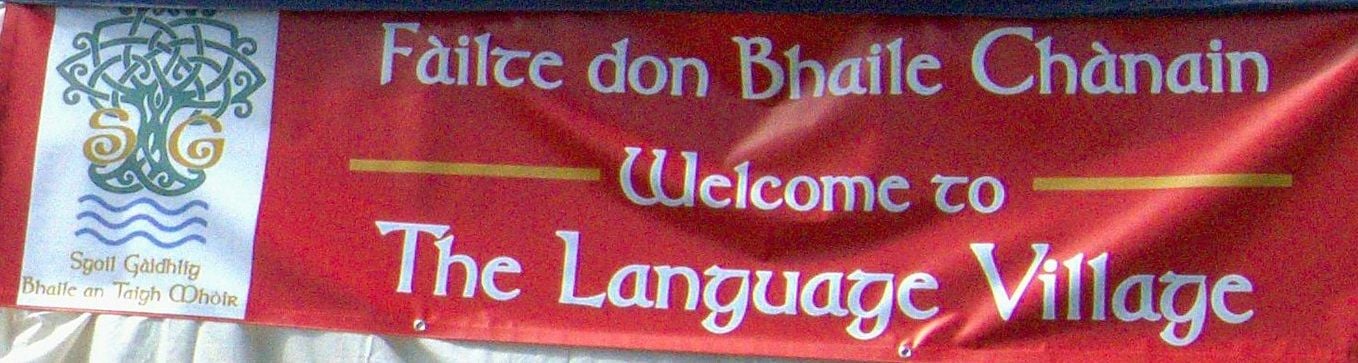 SG
Sgoil Gàidhlig
Bhaile an Taigh Mhòir
Fàilte don Bhaile Chànain
Welcome to
The Language Village